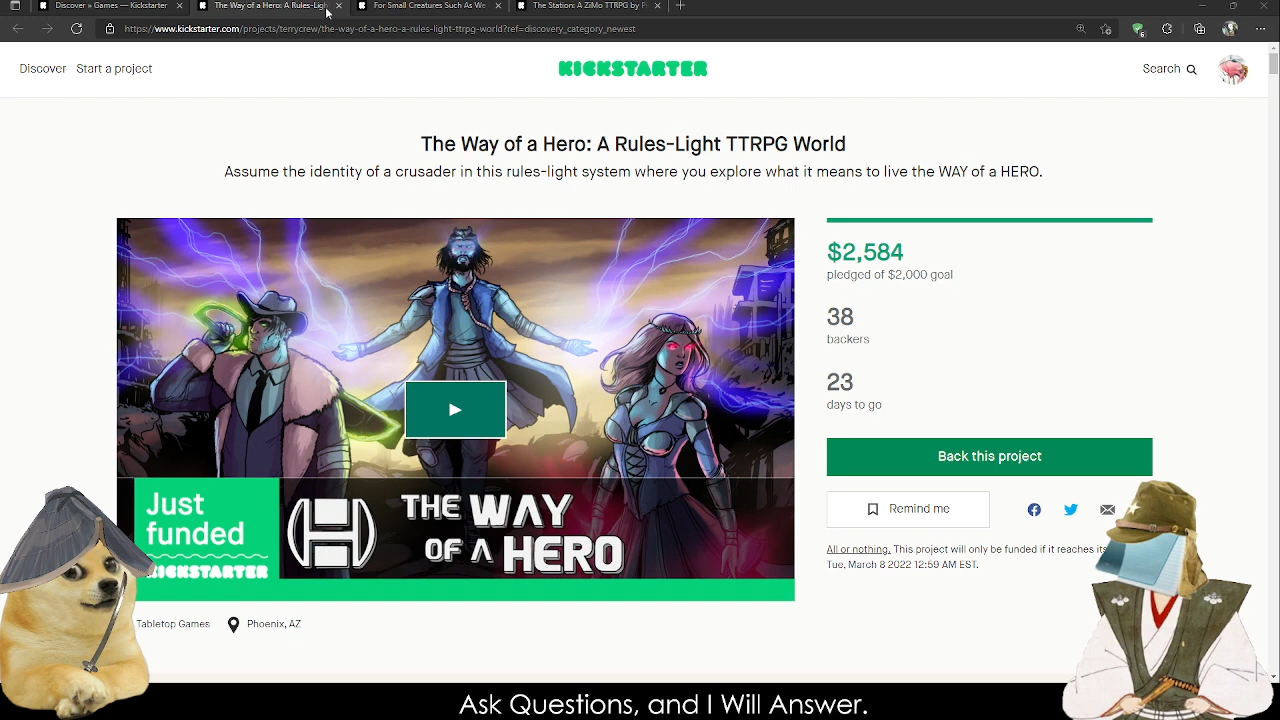 Discover » Games — Kickstarter
The Way of a Hero: A Rules-Ligh
For Small Creatures Such As We
The Station: A ZiMo TTRPG by F
https://www.kickstarter.com/projects/terrycrew/the-way-of-a-hero-a-rules-light-ttrpg-world?ref=discovery_category_newest
Discover Start a project
KICKSTARTER
Search
The Way of a Hero: A Rules-Light TTRPG World
Assume the identity of a crusader in this rules-light system where you explore what it means to live the WAY of a HERO.
$2,584
pledged of $2,000 goal
38
backers
23
days to go
Back this project
Remind me
All or nothing. This project will only be funded if it reaches its
Tue, March 8 2022 12:59 AM EST.
Just
funded
KICKSTARTER
THE WAY
OF A HERO
Tabletop Games Phoenix, AZ
Ask Questions, and I Will Answer.